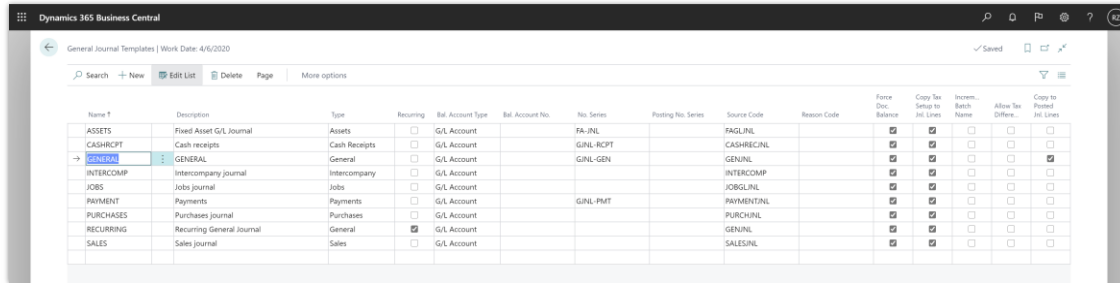 Dynamics 365 Business Central
RZ
General Journal Templates | Work Date: 4/6/2020
Saved
Search New Edit List Delete Page More options
Name ↑ Description Type Recurring Bal. Account Type Bal. Account No. No. Series Posting No. Series Source Code Reason Code Force Doc. Balance Copy Tax Setup to Jnl. Lines Increm... Batch Name Allow Tax Differe... Copy to Posted Jnl. Lines
ASSETS Fixed Asset G/L Journal Assets G/L Account FA-JNL FAGLJNL
CASHRCPT Cash receipts Cash Receipts G/L Account GJNL-RCPT CASHRECJNL
GENERAL GENERAL General G/L Account GJNL-GEN GENJNL
INTERCOMP Intercompany journal Intercompany G/L Account INTERCOMP
JOBS Jobs journal Jobs G/L Account JOBGLJNL
PAYMENT Payments Payments G/L Account GJNL-PMT PAYMENTJNL
PURCHASES Purchases journal Purchases G/L Account PURCHJNL
RECURRING Recurring General Journal General G/L Account GENJNL
SALES Sales journal Sales G/L Account SALESJNL